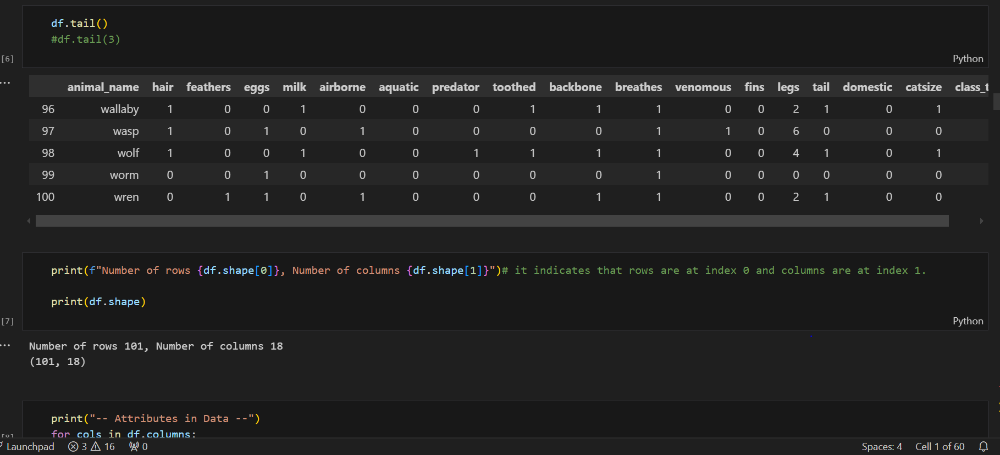 df.tail()
#df.tail(3)
[6]
Python
animal_name hair feathers eggs milk airborne aquatic predator toothed backbone breathes venomous fins legs tail domestic catsize class_t
96 wallaby 1 0 0 1 0 0 0 1 1 1 0 0 2 1 0 1
97 wasp 1 0 1 0 1 0 0 0 0 1 1 0 6 0 0 0
98 wolf 1 0 0 1 0 0 1 1 1 1 0 0 4 1 0 1
99 worm 0 0 1 0 0 0 0 0 0 1 0 0 0 0 0 0
100 wren 0 1 1 0 1 0 0 0 1 1 0 0 2 1 0 0
print(f"Number of rows {df.shape[0]}, Number of columns {df.shape[1]}")# it indicates that rows are at index 0 and columns are at index 1.
print(df.shape)
[7]
Python
Number of rows 101, Number of columns 18
(101, 18)
print("-- Attributes in Data --")
for cols in df.columns:
[8]
Launchpad 3 16 0 Spaces: 4 Cell 1 of 60